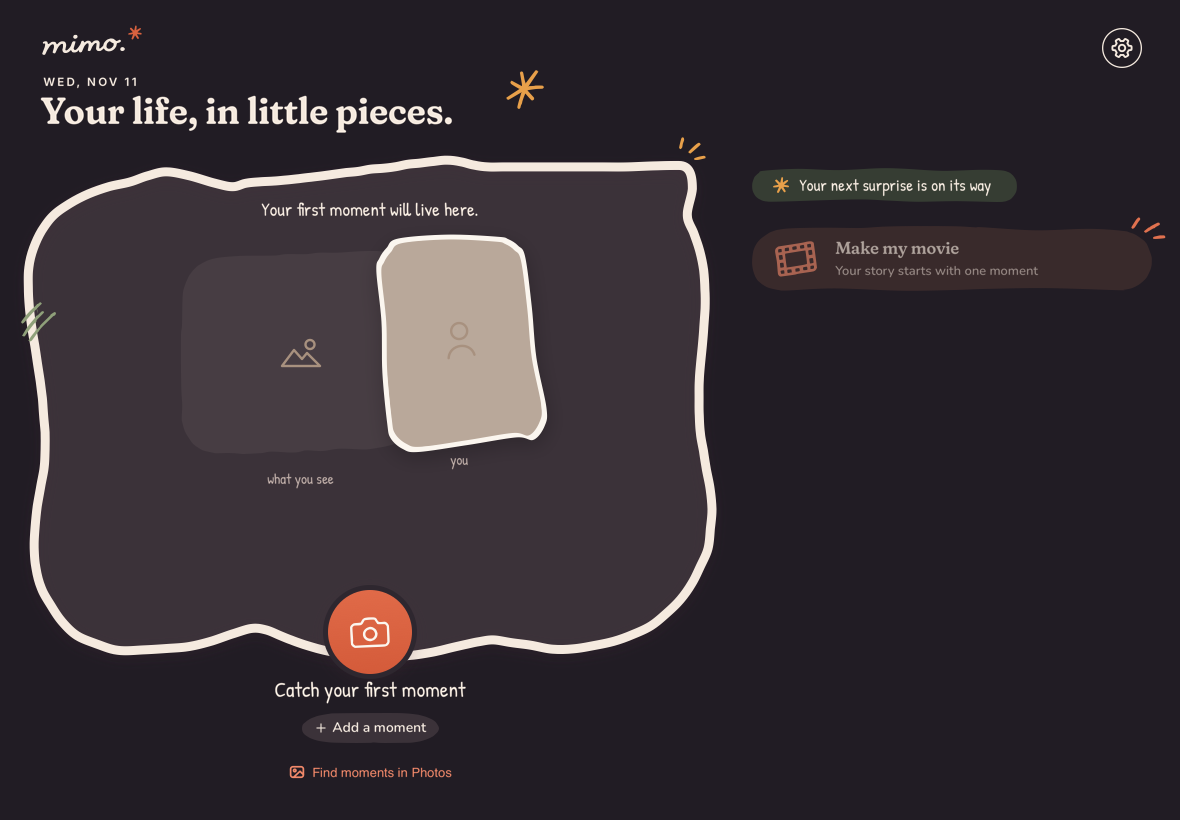 mimo.
WED, NOV 11
Your life, in little pieces.
Your next surprise is on its way
Your first moment will live here.
Make my movie
Your story starts with one moment
you
what you see
Catch your first moment
+ Add a moment
Find moments in Photos